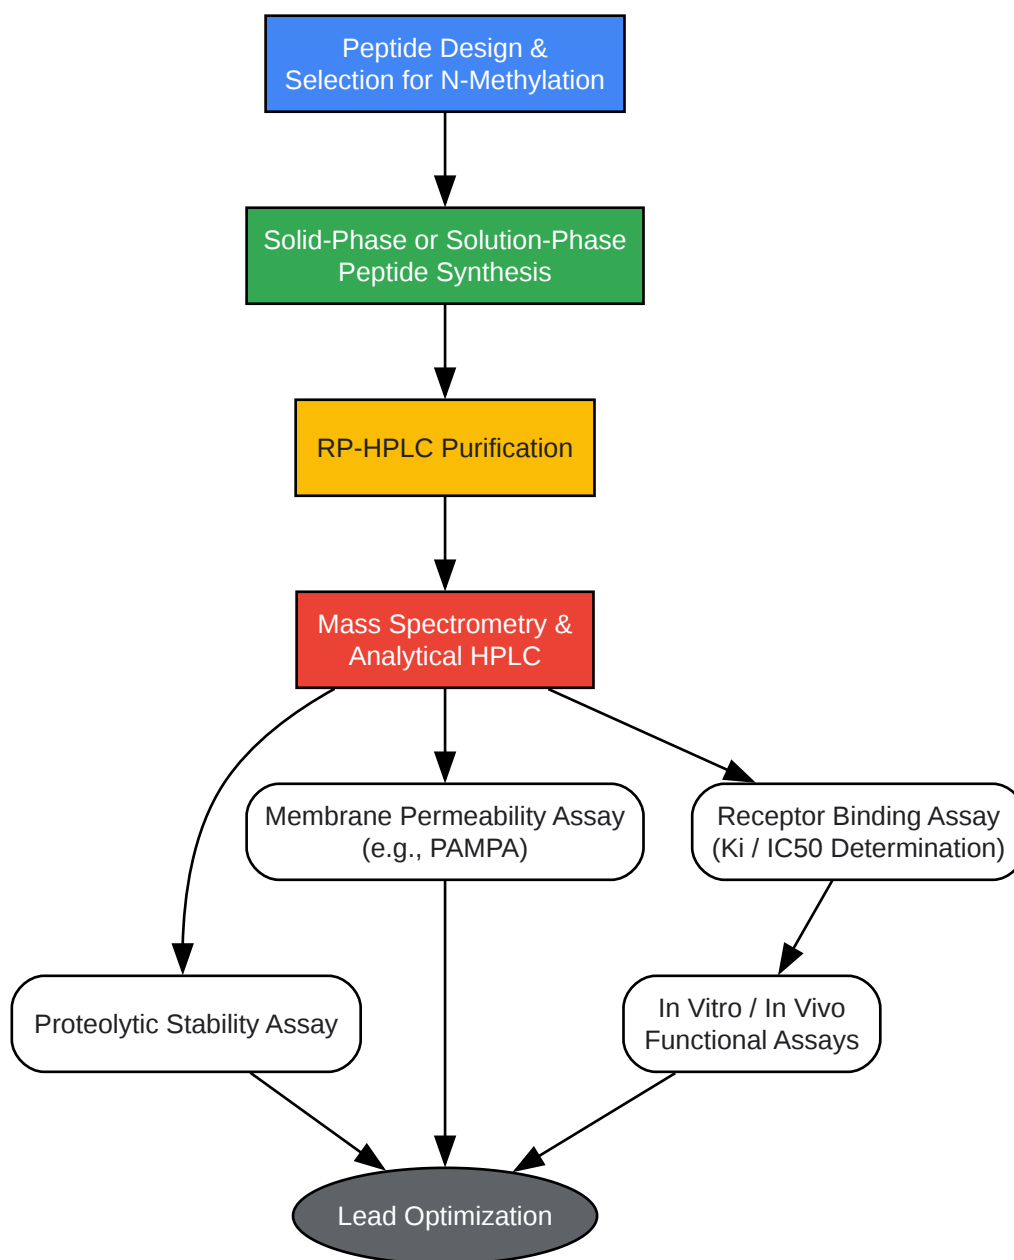 Peptide Design &
Selection for N-Methylation
Solid-Phase or Solution-Phase
Peptide Synthesis
RP-HPLC Purification
Mass Spectrometry &
Analytical HPLC
Membrane Permeability Assay
(e.g., PAMPA)
Receptor Binding Assay
(Ki / IC50 Determination)
Proteolytic Stability Assay
In Vitro / In Vivo
Functional Assays
Lead Optimization